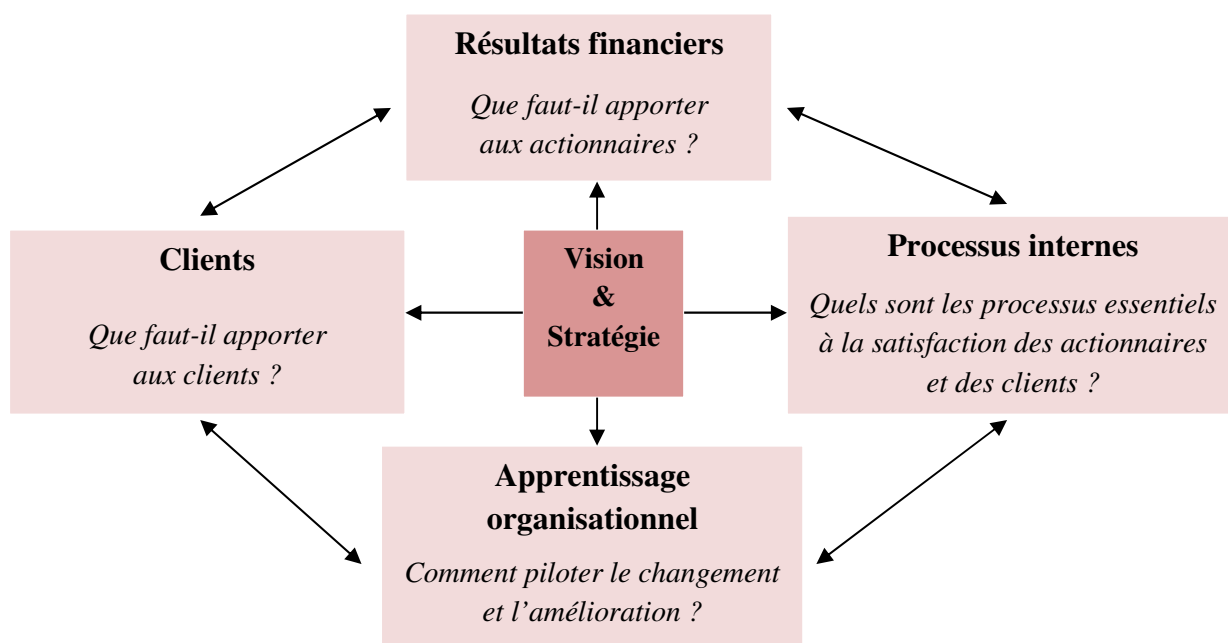 Résultats financiers
Que faut-il apporter
aux actionnaires ?
Clients
Que faut-il apporter
aux clients ?
Vision
&
Stratégie
Processus internes
Quels sont les processus essentiels
à la satisfaction des actionnaires
et des clients ?
Apprentissage
organisationnel
Comment piloter le changement
et l’amélioration ?